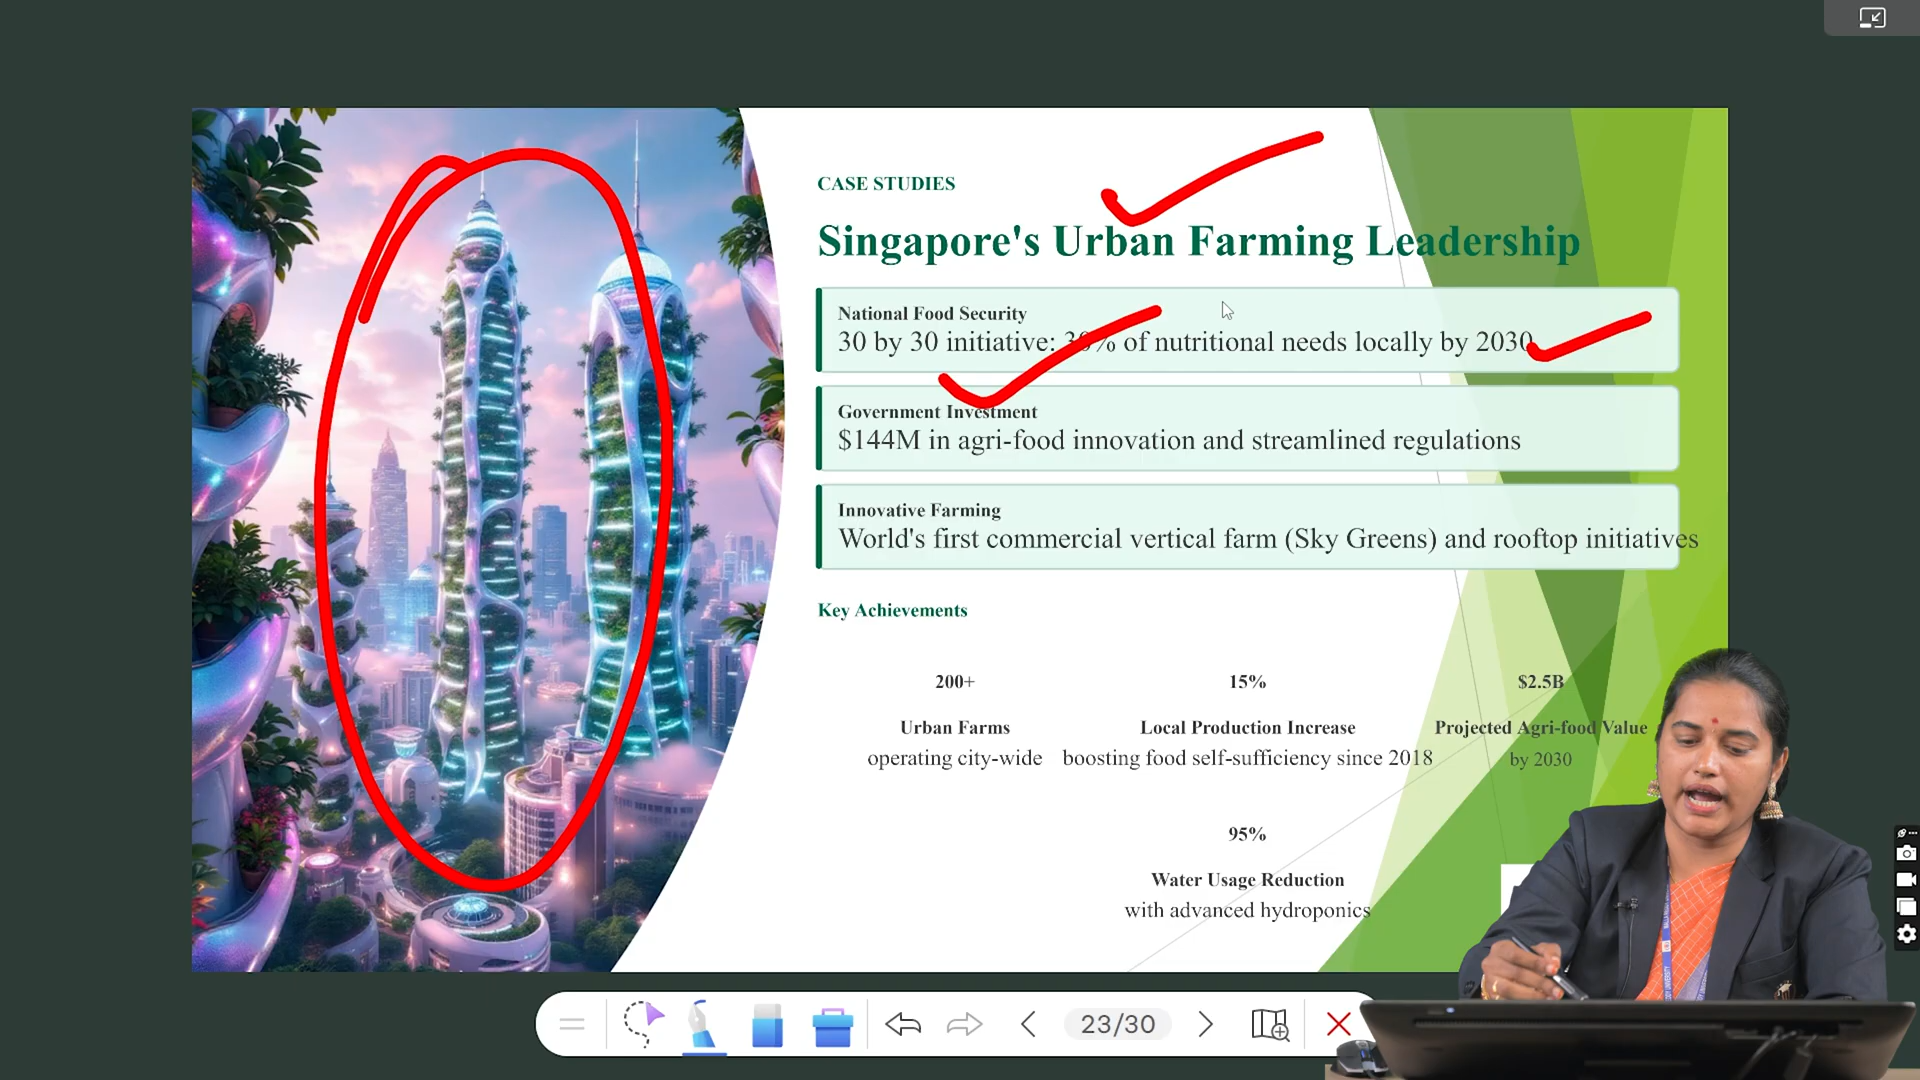 CASE STUDIES
Singapore's Urban Farming Leadership
National Food Security
30 by 30 initiative: 30% of nutritional needs locally by 2030
Government Investment
$144M in agri-food innovation and streamlined regulations
Innovative Farming
World's first commercial vertical farm (Sky Greens) and rooftop initiatives
Key Achievements
200+
Urban Farms
operating city-wide
15%
Local Production Increase
boosting food self-sufficiency since 2018
$2.5B
Projected Agri-food Value
by 2030
95%
Water Usage Reduction
with advanced hydroponics
23/30